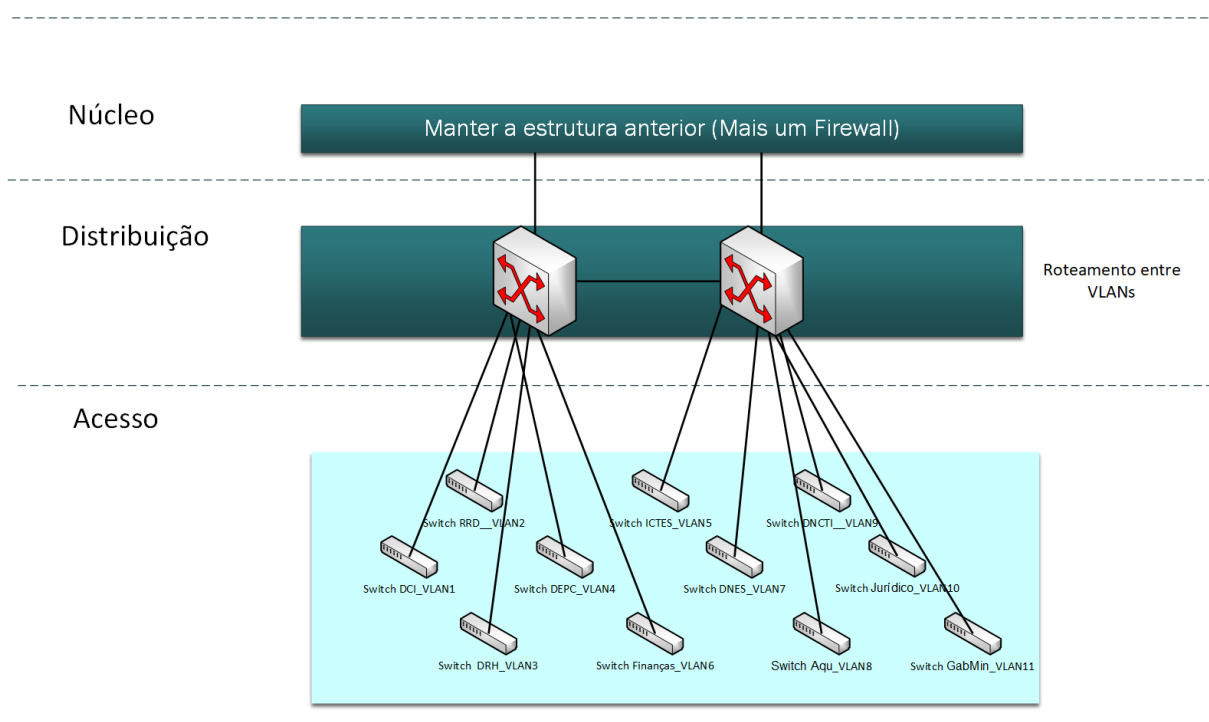 Núcleo
Manter a estrutura anterior (Mais um Firewall)
Distribuição
Roteamento entre
VLANs
Acesso
Switch RRD__VLAN2
Switch ICTES_VLAN5
Switch DNCTI__VLAN9
Switch DCI_VLAN1
Switch DEPC_VLAN4
Switch DNES_VLAN7
Switch Jurídico_VLAN10
Switch  DRH_VLAN3
Switch Finanças_VLAN6
Switch Aqu_VLAN8
Switch GabMin_VLAN11